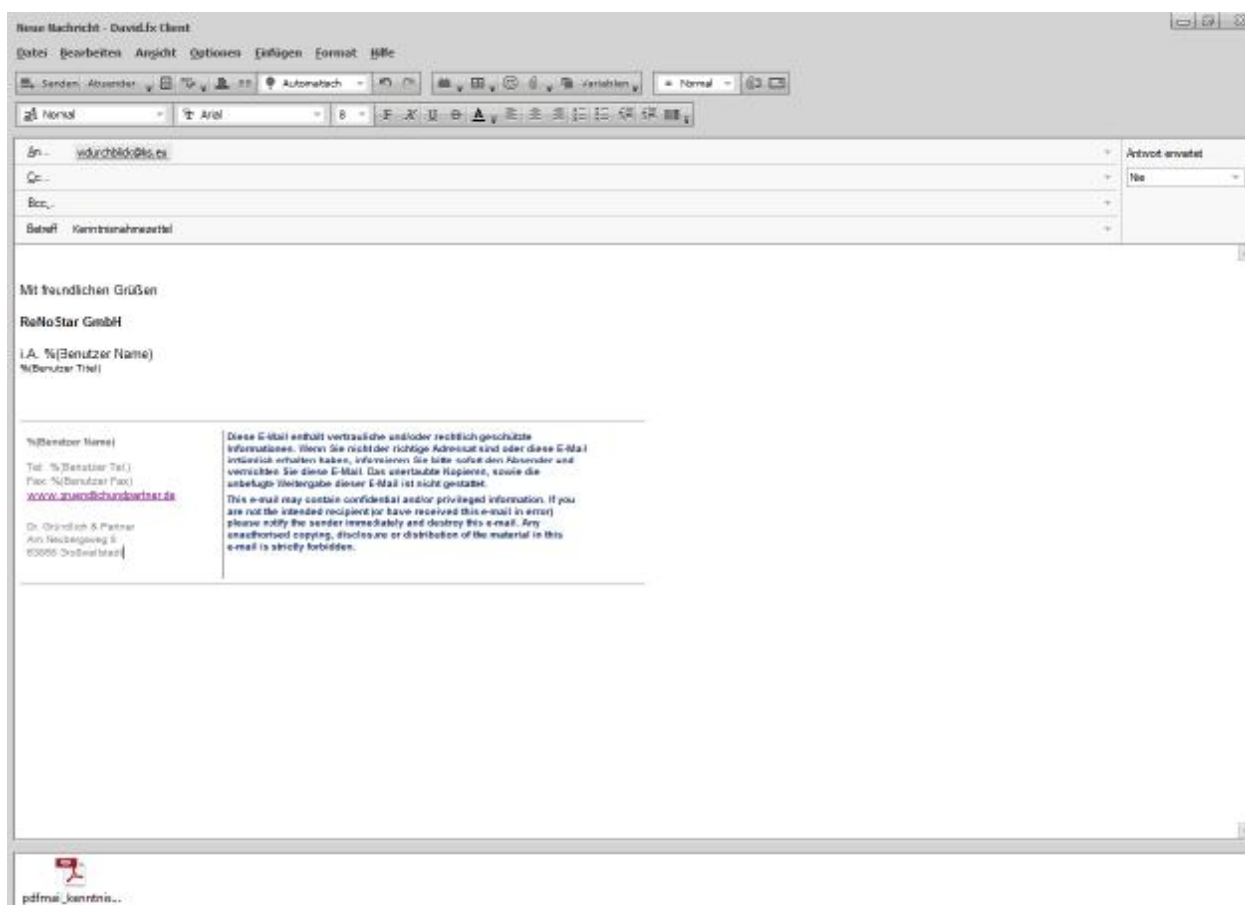 Neue Nachricht - David.fx Client
Datei Bearbeiten Ansicht Optionen Einfügen Format Hilfe
Senden Absender Automatisch Variablen Normal
Normal Arial 8 F K U
An... wdurchblick@ks.eu Antwort erwartet
Cc... Nie
Bcc...
Betreff Kenntnisnahmezettel
Mit freundlichen Grüßen
ReNoStar GmbH
i.A. %(Benutzer Name)
%(Benutzer Titel)
%(Benutzer Name)
Tel: %(Benutzer Tel.)
Fax: %(Benutzer Fax)
www.gruendlichundpartner.de
Dr. Gründlich & Partner
Am Neubergsweg
Großwallstadt
Diese E-Mail enthält vertrauliche und/oder rechtlich geschützte
Informationen. Wenn Sie nicht der richtige Adressat sind oder diese E-Mail
irrtümlich erhalten haben, informieren Sie bitte sofort den Absender und
vernichten Sie diese E-Mail. Das unerlaubte Kopieren, sowie die
unbefugte Weitergabe dieser E-Mail ist nicht gestattet.
This e-mail may contain confidential and/or privileged information. If you
are not the intended recipient (or have received this e-mail in error)
please notify the sender immediately and destroy this e-mail. Any
unauthorised copying, disclosure or distribution of the material in this
e-mail is strictly forbidden.
pdfmai_kenntnis...